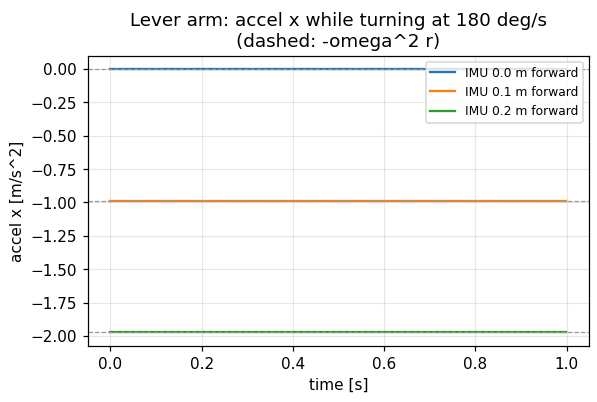 Lever arm: accel x while turning at 180 deg/s
(dashed: -omega^2 r)
accel x [m/s^2]
0.00
−0.25
−0.50
−0.75
−1.00
−1.25
−1.50
−1.75
−2.00
IMU 0.0 m forward
IMU 0.1 m forward
IMU 0.2 m forward
0.0 0.2 0.4 0.6 0.8 1.0
time [s]